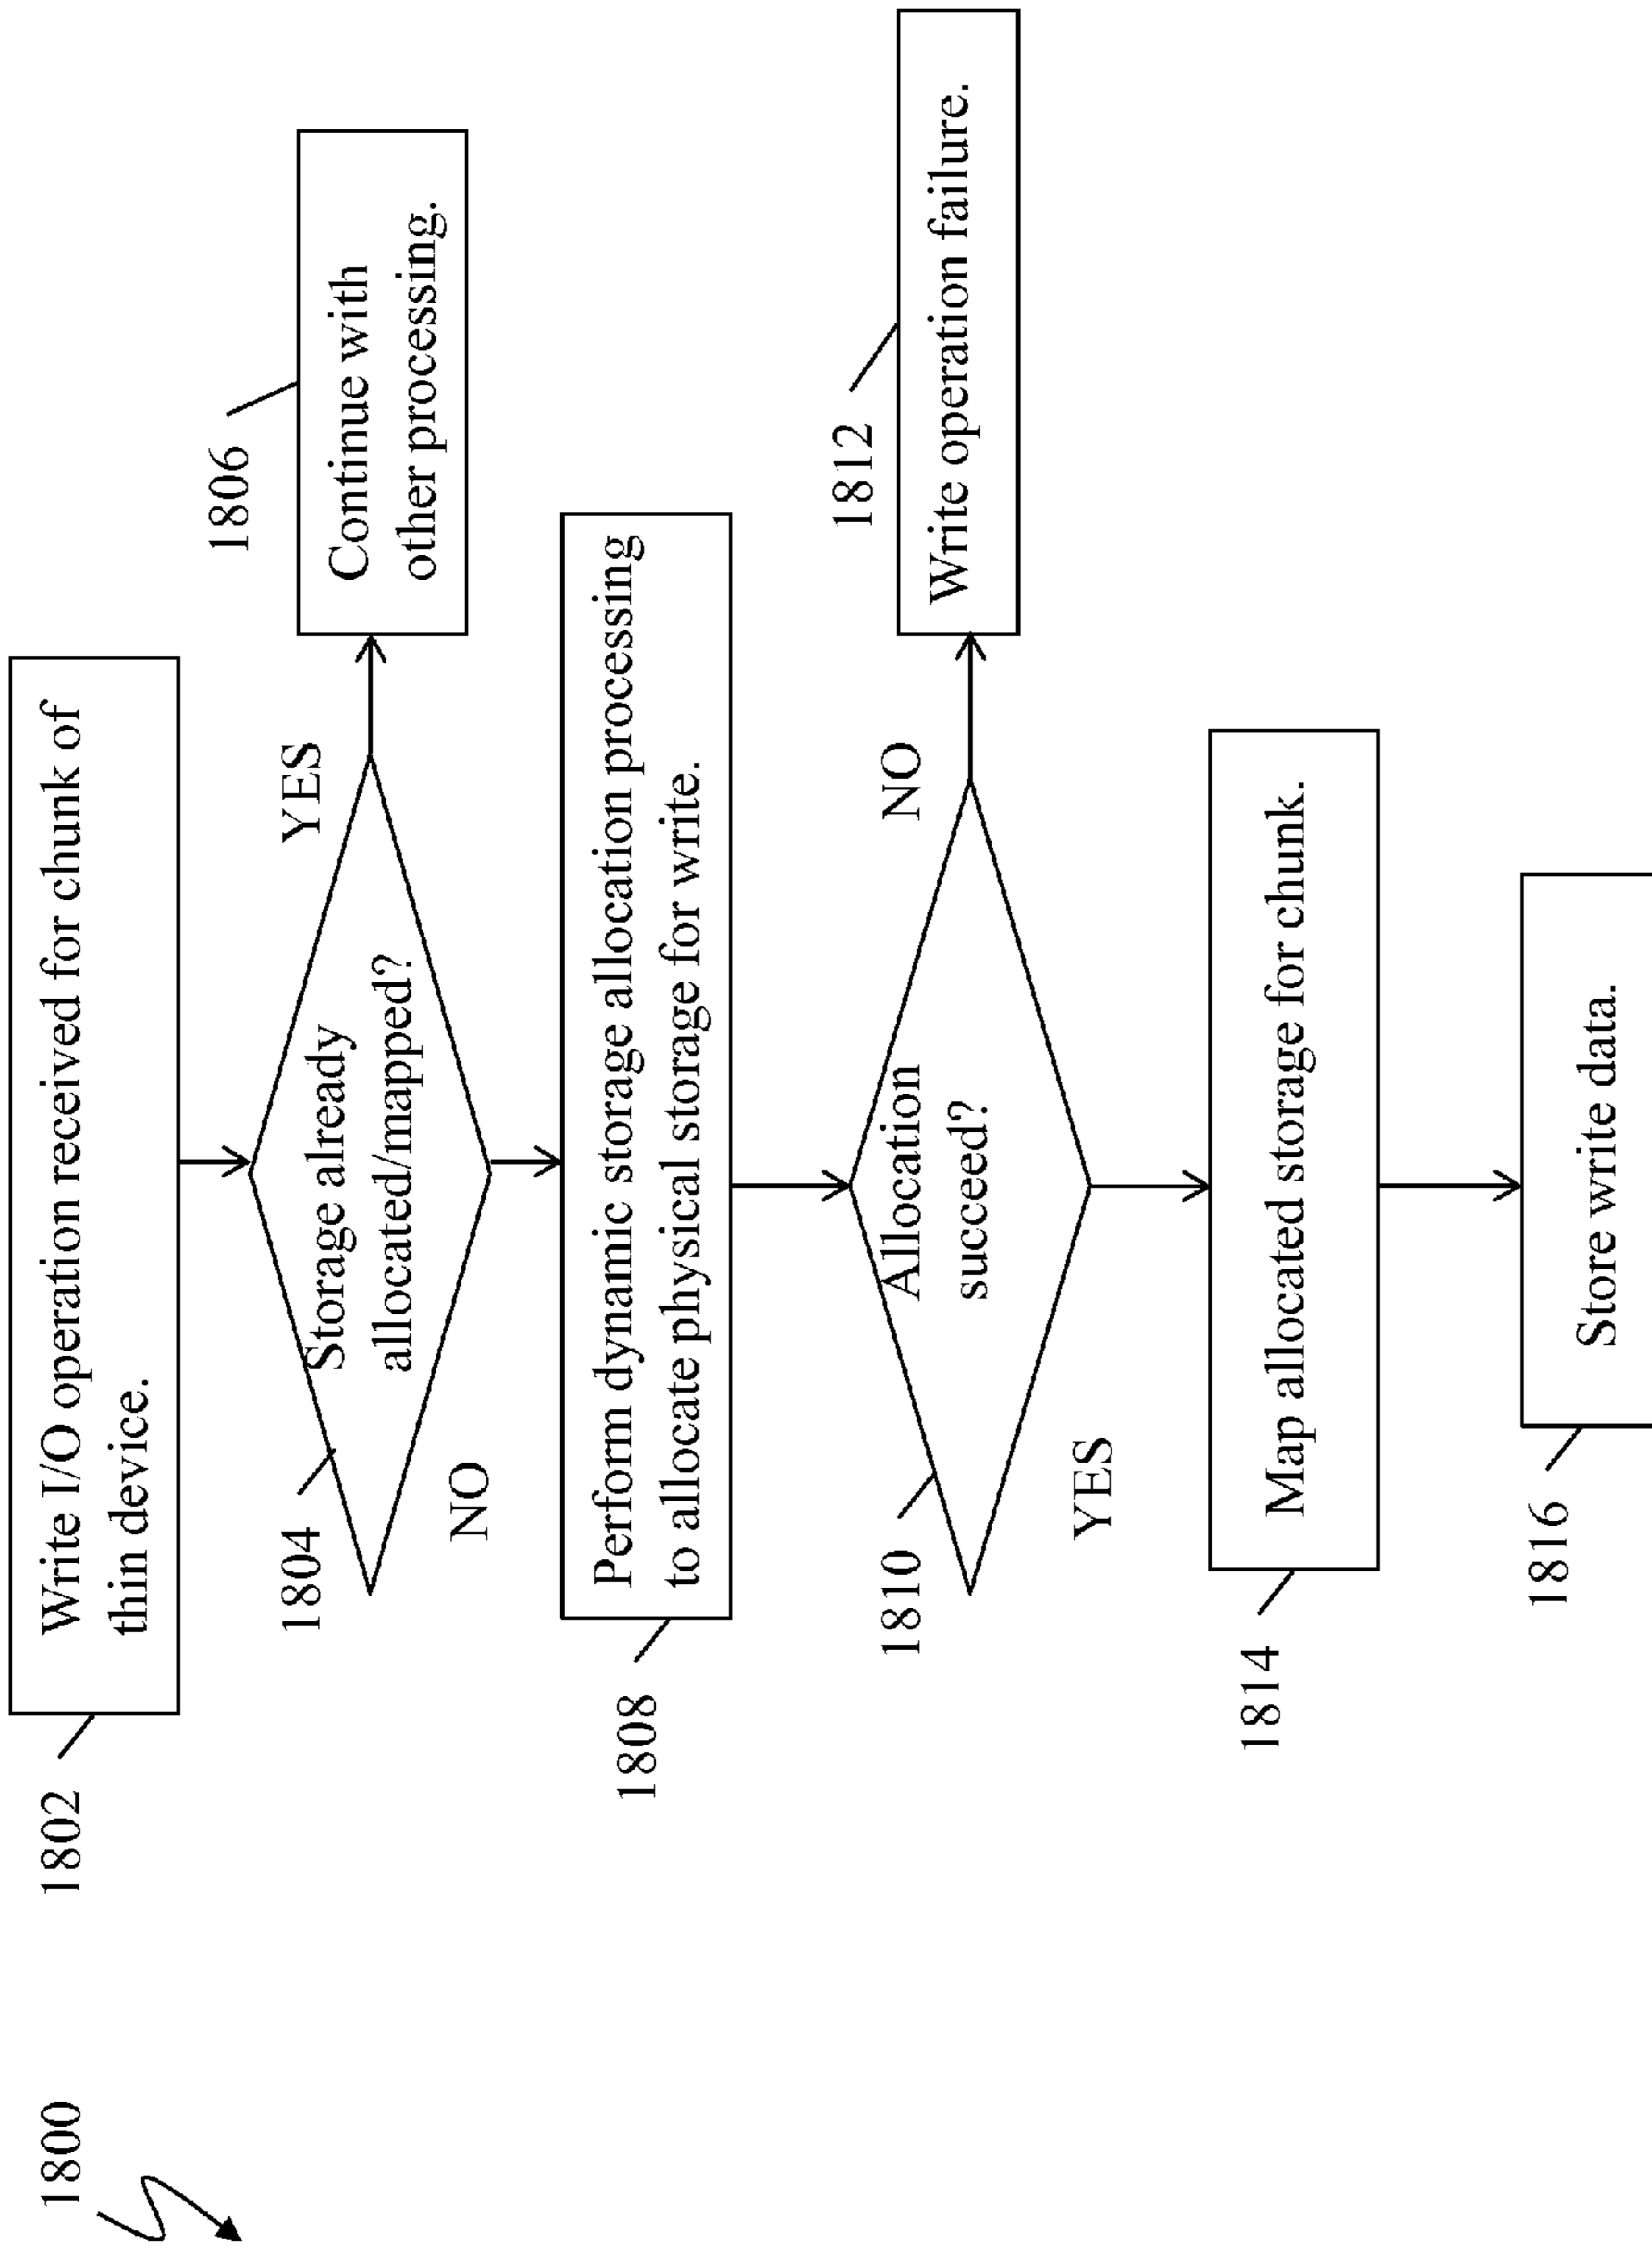 1800
1802
Write I/O operation received for chunk of
thin device.
1804
Storage already
allocated/mapped?
YES
1806
Continue with
other processing.
NO
1808
Perform dynamic storage allocation processing
to allocate physical storage for write.
1810
Allocation
succeed?
NO
1812
Write operation failure.
YES
1814
Map allocated storage for chunk.
1816
Store write data.